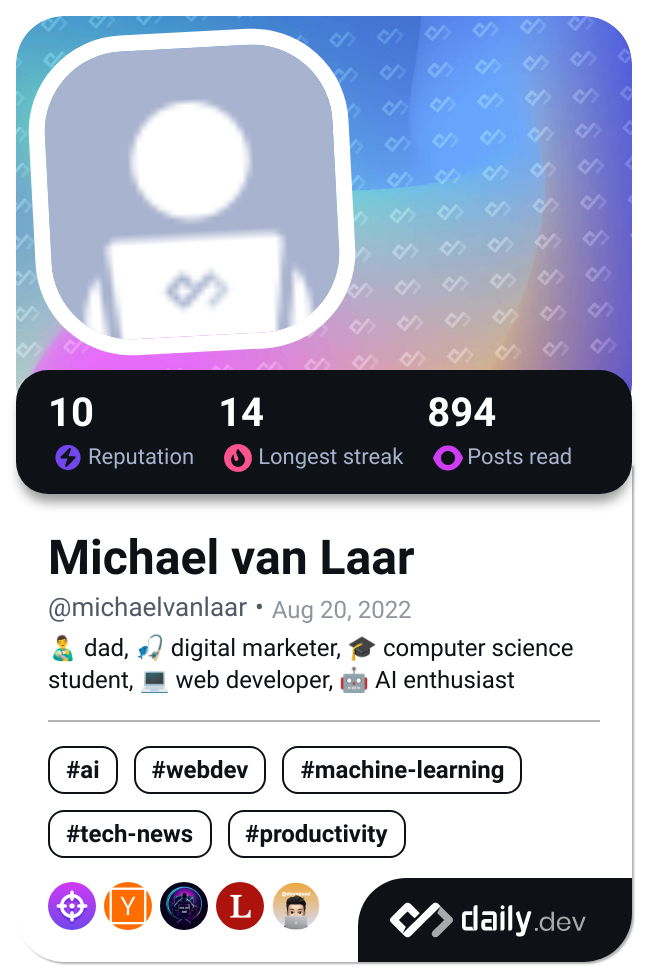 10 14 894
Reputation Longest streak Posts read
Michael van Laar
@michaelvanlaar • Aug 20, 2022
👨‍🍼 dad, 🎣 digital marketer, 🎓 computer science
student, 💻 web developer, 🤖 AI enthusiast
#ai #webdev #machine-learning
#tech-news #productivity
Y L
daily.dev